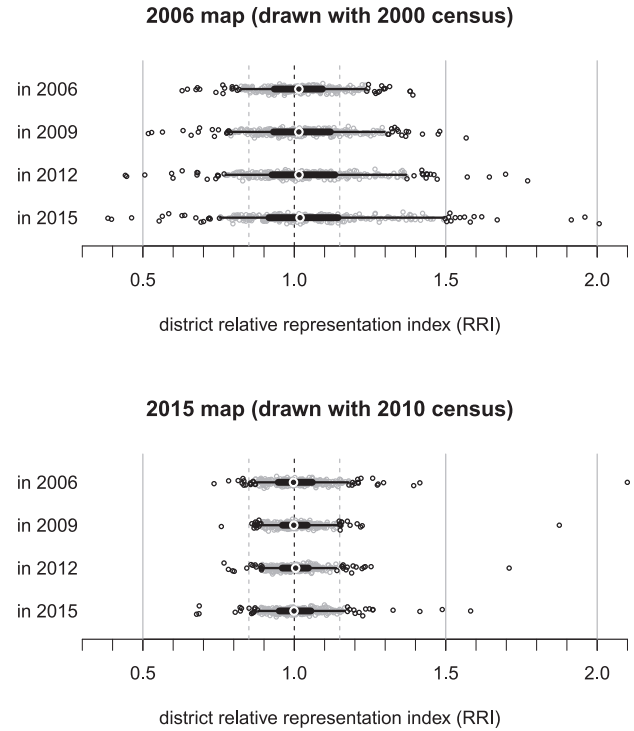 2006 map (drawn with 2000 census)
in 2006
in 2009
in 2012
in 2015
0.5 1.0 1.5 2.0
district relative representation index (RRI)
2015 map (drawn with 2010 census)
in 2006
in 2009
in 2012
in 2015
0.5 1.0 1.5 2.0
district relative representation index (RRI)